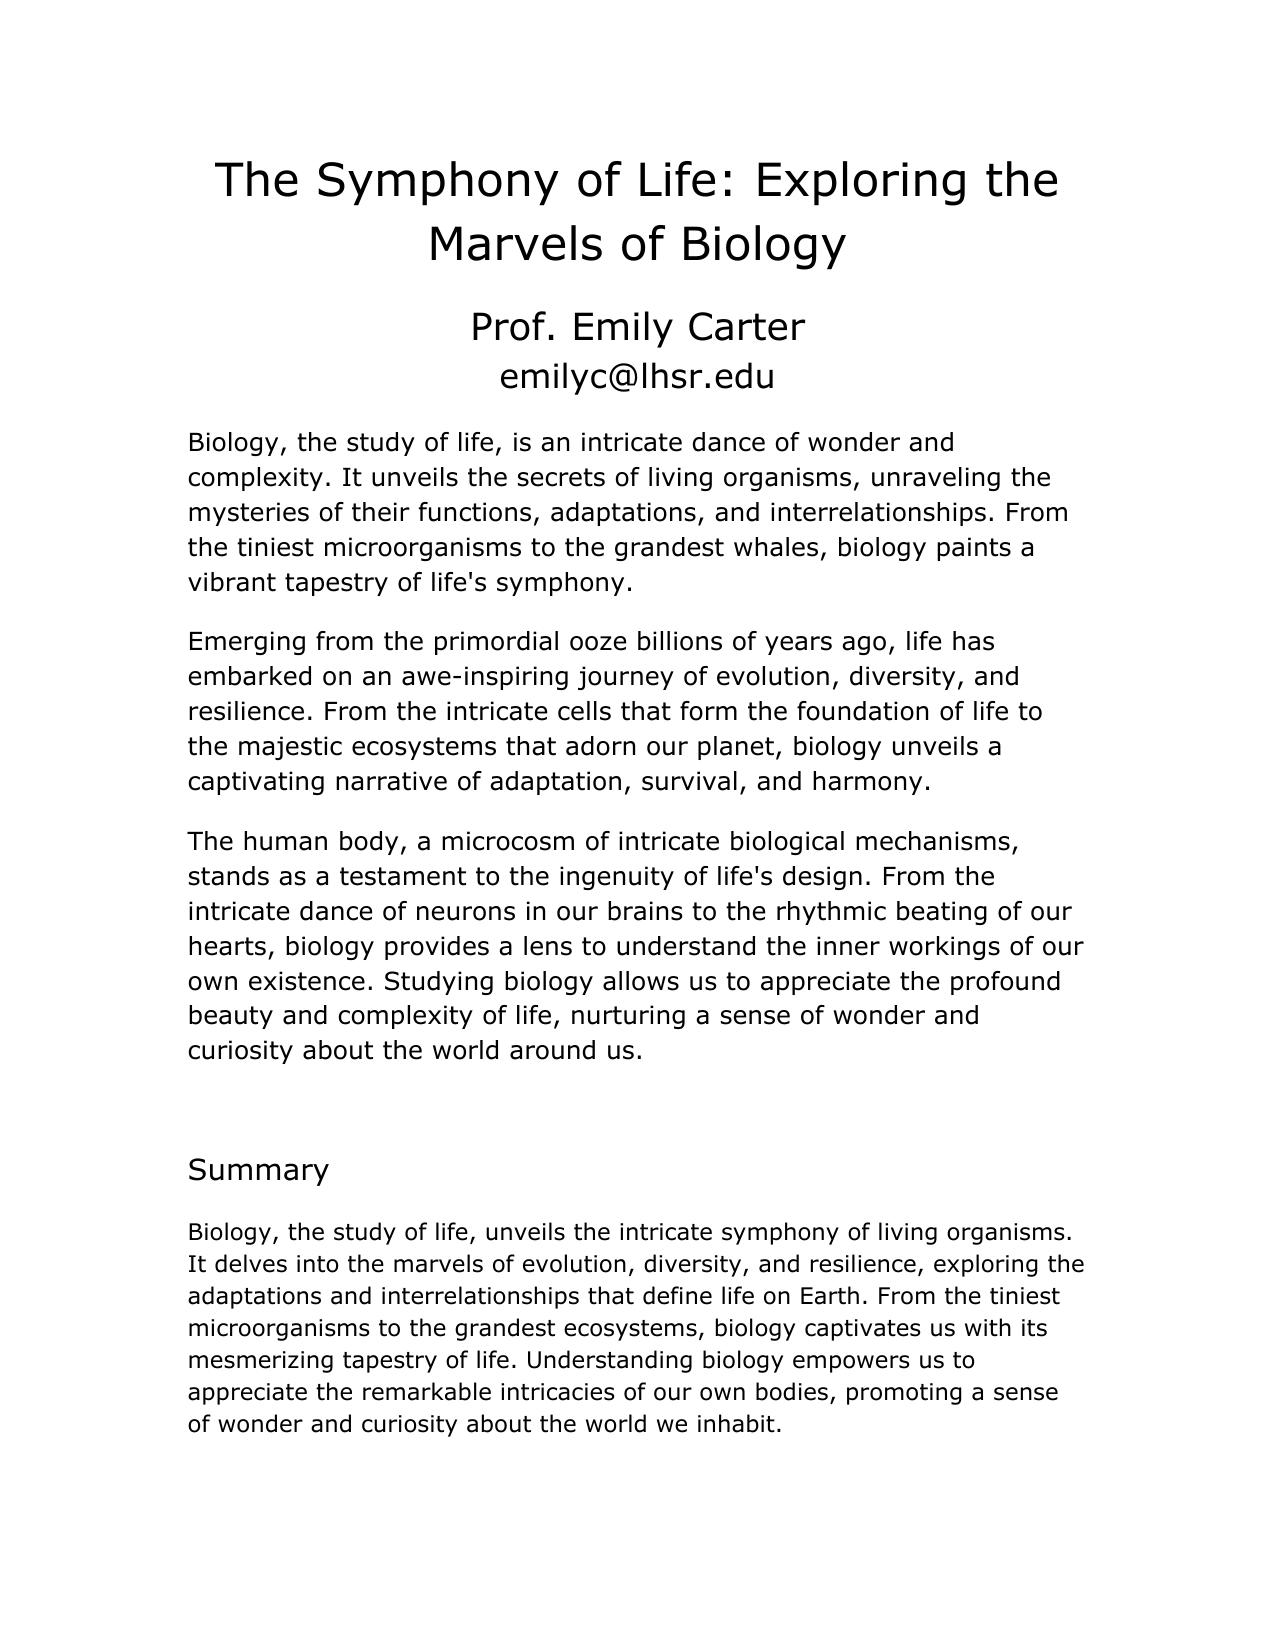 The Symphony of Life: Exploring the
Marvels of Biology
Prof. Emily Carter
emilyc@lhsr.edu
Biology, the study of life, is an intricate dance of wonder and
complexity. It unveils the secrets of living organisms, unraveling the
mysteries of their functions, adaptations, and interrelationships. From
the tiniest microorganisms to the grandest whales, biology paints a
vibrant tapestry of life's symphony.
Emerging from the primordial ooze billions of years ago, life has
embarked on an awe-inspiring journey of evolution, diversity, and
resilience. From the intricate cells that form the foundation of life to
the majestic ecosystems that adorn our planet, biology unveils a
captivating narrative of adaptation, survival, and harmony.
The human body, a microcosm of intricate biological mechanisms,
stands as a testament to the ingenuity of life's design. From the
intricate dance of neurons in our brains to the rhythmic beating of our
hearts, biology provides a lens to understand the inner workings of our
own existence. Studying biology allows us to appreciate the profound
beauty and complexity of life, nurturing a sense of wonder and
curiosity about the world around us.
Summary
Biology, the study of life, unveils the intricate symphony of living organisms.
It delves into the marvels of evolution, diversity, and resilience, exploring the
adaptations and interrelationships that define life on Earth. From the tiniest
microorganisms to the grandest ecosystems, biology captivates us with its
mesmerizing tapestry of life. Understanding biology empowers us to
appreciate the remarkable intricacies of our own bodies, promoting a sense
of wonder and curiosity about the world we inhabit.